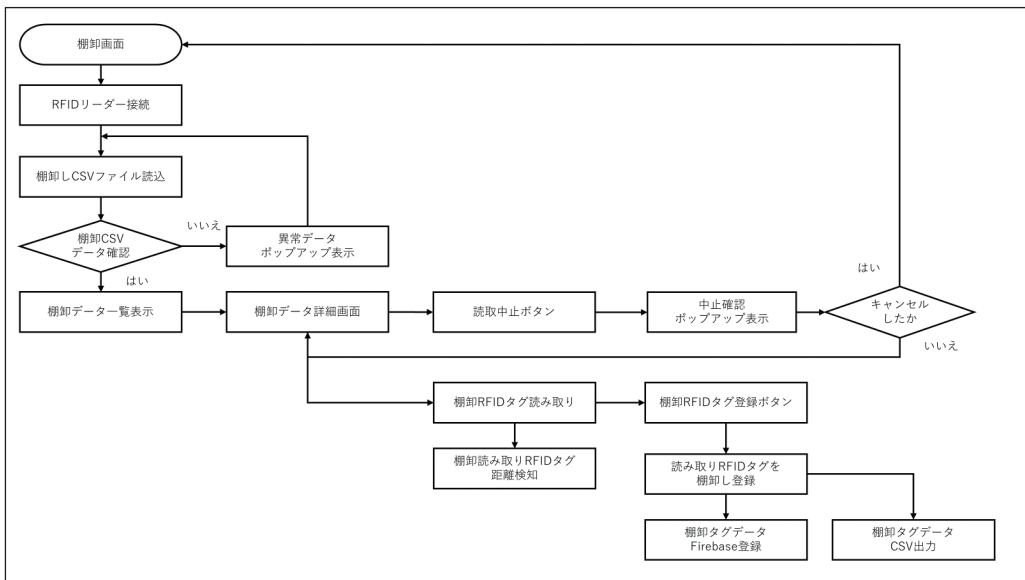 棚卸画面
RFIDリーダー接続
棚卸しCSVファイル読込
棚卸CSV
データ確認
いいえ
異常データ
ポップアップ表示
はい
棚卸データ一覧表示
棚卸データ詳細画面
読取中止ボタン
中止確認
ポップアップ表示
はい
キャンセル
したか
いいえ
棚卸RFIDタグ読み取り
棚卸RFIDタグ登録ボタン
棚卸読み取りRFIDタグ
距離検知
読み取りRFIDタグを
棚卸し登録
棚卸タグデータ
Firebase登録
棚卸タグデータ
CSV出力